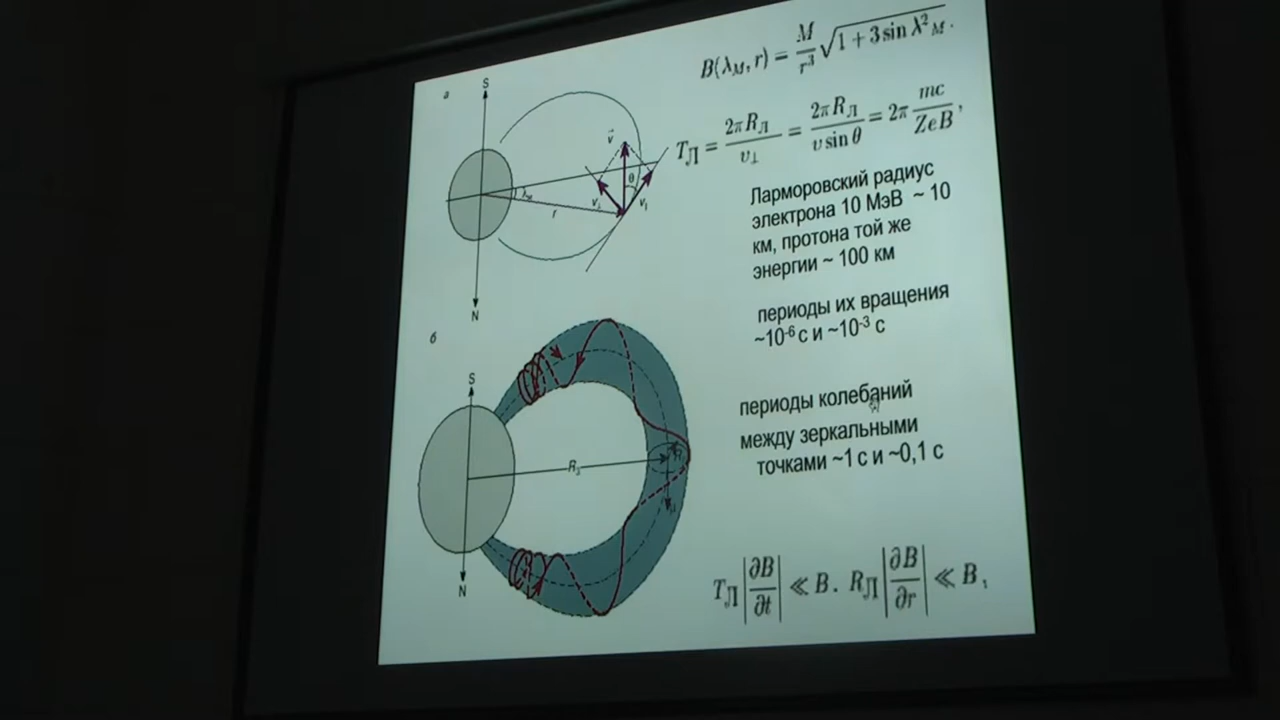 а
S
v⃗
θ
λ_м
v⊥
v∥
r
N
б
S
R_з
N
B(λ_M, r) = M/r³ √(1 + 3 sin λ²_M).
T_Л = 2πR_Л/v⊥ = 2πR_Л/(v sin θ) = 2π mc/(ZeB),
Ларморовский радиус
электрона 10 МэВ ~ 10
км, протона той же
энергии ~ 100 км
периоды их вращения
~10⁻⁶ с и ~10⁻³ с
периоды колебаний
между зеркальными
точками ~1 с и ~0,1 с
T_Л |∂B/∂t| ≪ B. R_Л |∂B/∂r| ≪ B,